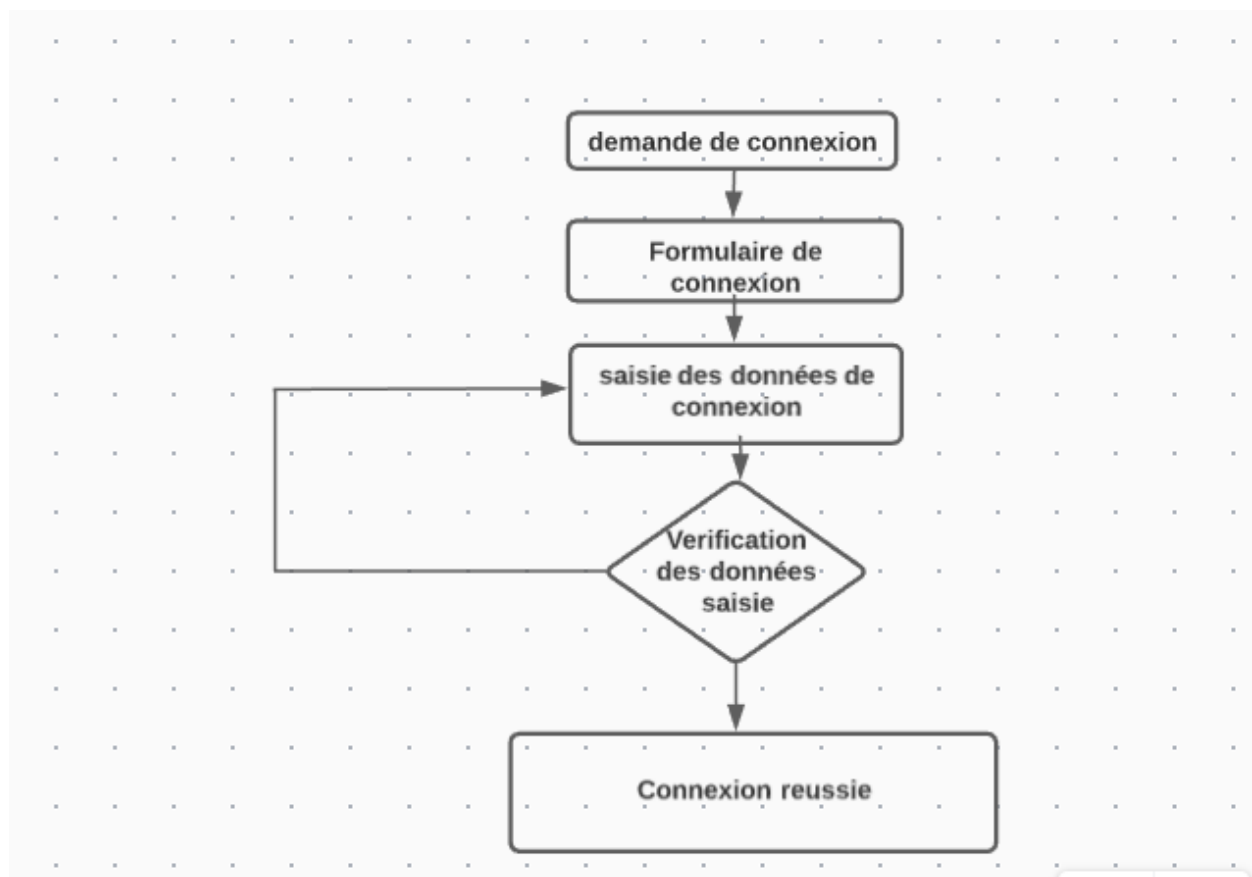 demande de connexion
Formulaire de
connexion
saisie des données de
connexion
Verification
des données
saisie
Connexion reussie